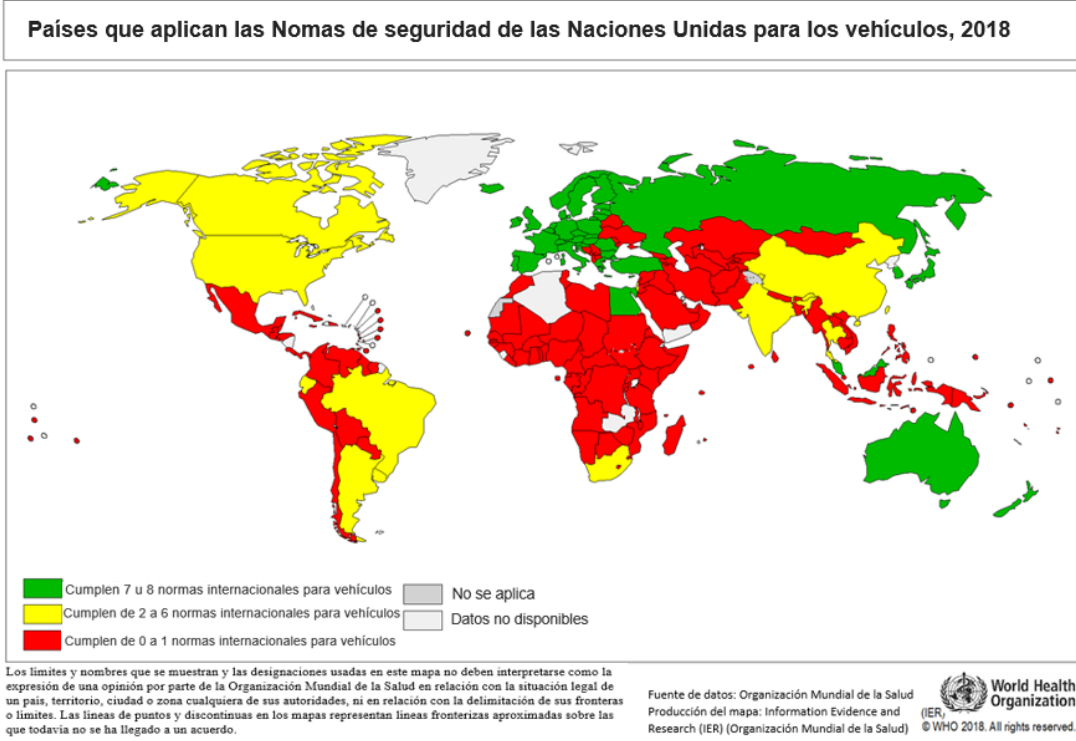 Países que aplican las Nomas de seguridad de las Naciones Unidas para los vehículos, 2018
Cumplen 7 u 8 normas internacionales para vehículos
Cumplen de 2 a 6 normas internacionales para vehículos
Cumplen de 0 a 1 normas internacionales para vehículos
No se aplica
Datos no disponibles
Los límites y nombres que se muestran y las designaciones usadas en este mapa no deben interpretarse como la
expresión de una opinión por parte de la Organización Mundial de la Salud en relación con la situación legal de
un país, territorio, ciudad o zona cualquiera de sus autoridades, ni en relación con la delimitación de sus fronteras
o límites. Las líneas de puntos y discontinuas en los mapas representan líneas fronterizas aproximadas sobre las
que todavía no se ha llegado a un acuerdo.
Fuente de datos: Organización Mundial de la Salud
Producción del mapa: Information Evidence and
Research (IER) (Organización Mundial de la Salud)
(IER)
World Health
Organization
© WHO 2018. All rights reserved.